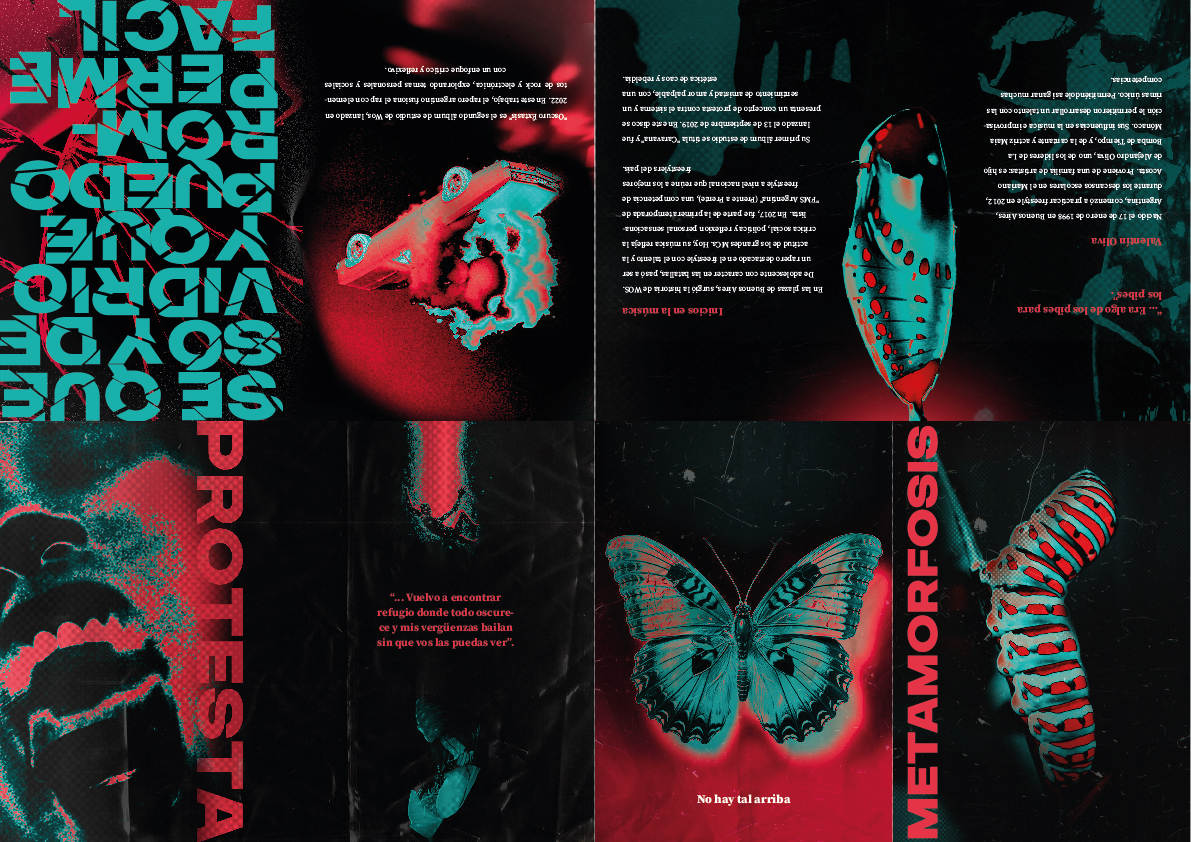 SE QUE
SOS DE
VIDRIO
Y QUE
PUEDO
ROM-
PERME
FACIL
"Oscuro Éxtasis" es el segundo álbum de estudio de Wos, lanzado en
2022. En este trabajo, el rapero argentino fusiona el rap con elemen-
tos de rock y electrónica, explorando temas personales y sociales
con un enfoque crítico y reflexivo.
"... Era algo de los pibes para
los pibes".
Valentín Oliva
Nacido el 17 de enero de 1998 en Buenos Aires,
Argentina, comenzó a practicar freestyle en 2012,
durante los descansos escolares en el Mariano
Acosta. Proviene de una familia de artistas: es hijo
de Alejandro Oliva, uno de los líderes de La
Bomba de Tiempo, y de la cantante y actriz Maia
Mónaco. Sus influencias en la música e improvisa-
ción le permitieron desarrollar un talento con las
rimas único. Permitiéndole así ganar muchas
competencias.
Inicios en la música
En las plazas de Buenos Aires, surgió la historia de WOS.
De adolescente con carácter en las batallas, pasó a ser
un rapero destacado en el freestyle con el talento y la
actitud de los grandes MCs. Hoy, su música refleja la
crítica social, política y reflexión personal sensaciona-
lista. En 2017, fue parte de la primera temporada de
"FMS Argentina" (Frente a Frente), una competencia de
freestyle a nivel nacional que reúne a los mejores
freestylers del país.
Su primer álbum de estudio se titula "Caravana" y fue
lanzado el 13 de septiembre de 2019. En este disco se
presenta un concepto de protesta contra el sistema y un
sentimiento de amistad y amor palpable, con una
estética de caos y rebeldía.
PROTESTA
"... Vuelvo a encontrar
refugio donde todo oscure-
ce y mis vergüenzas bailan
sin que vos las puedas ver".
No hay tal arriba
METAMORFOSIS